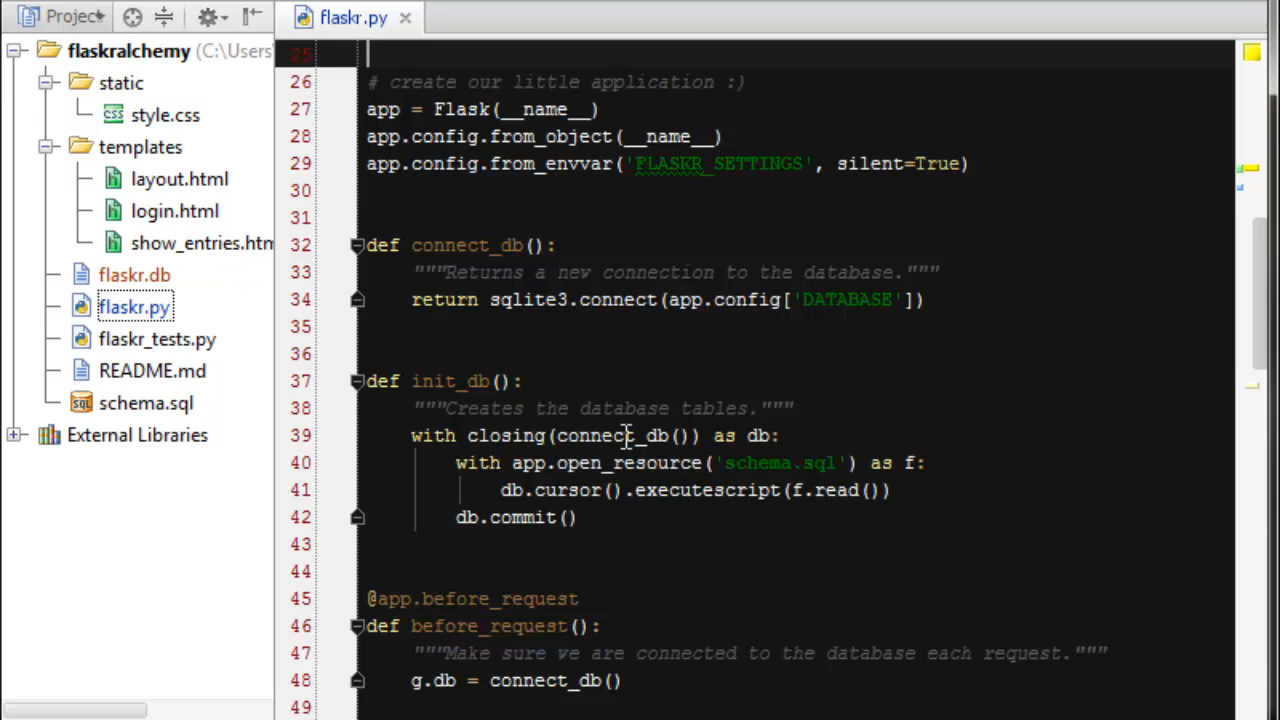 Project
flaskralchemy (C:\Users
static
style.css
templates
layout.html
login.html
show_entries.htm
flaskr.db
flaskr.py
flaskr_tests.py
README.md
schema.sql
External Libraries
flaskr.py
25
26 # create our little application :)
27 app = Flask(__name__)
28 app.config.from_object(__name__)
29 app.config.from_envvar('FLASKR_SETTINGS', silent=True)
30
31
32 def connect_db():
33 """Returns a new connection to the database."""
34 return sqlite3.connect(app.config['DATABASE'])
35
36
37 def init_db():
38 """Creates the database tables."""
39 with closing(connect_db()) as db:
40 with app.open_resource('schema.sql') as f:
41 db.cursor().executescript(f.read())
42 db.commit()
43
44
45 @app.before_request
46 def before_request():
47 """Make sure we are connected to the database each request."""
48 g.db = connect_db()
49